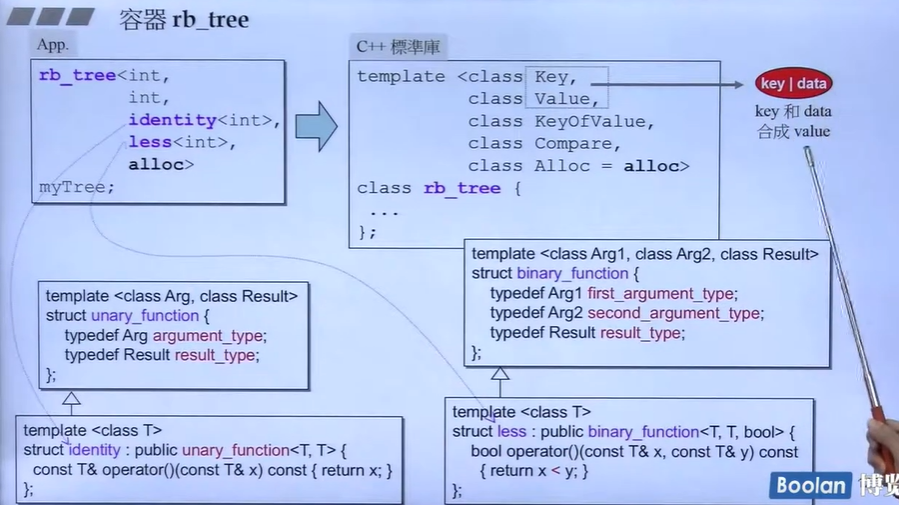 容器 rb_tree
App.
rb_tree<int,
int,
identity<int>,
less<int>,
alloc>
myTree;
C++ 標準庫
template <class Key,
class Value,
class KeyOfValue,
class Compare,
class Alloc = alloc>
class rb_tree {
...
};
key | data
key 和 data
合成 value
template <class Arg1, class Arg2, class Result>
struct binary_function {
typedef Arg1 first_argument_type;
typedef Arg2 second_argument_type;
typedef Result result_type;
};
template <class Arg, class Result>
struct unary_function {
typedef Arg argument_type;
typedef Result result_type;
};
template <class T>
struct identity : public unary_function<T, T> {
const T& operator()(const T& x) const { return x; }
};
template <class T>
struct less : public binary_function<T, T, bool> {
bool operator()(const T& x, const T& y) const
{ return x < y; }
};
Boolan 博览